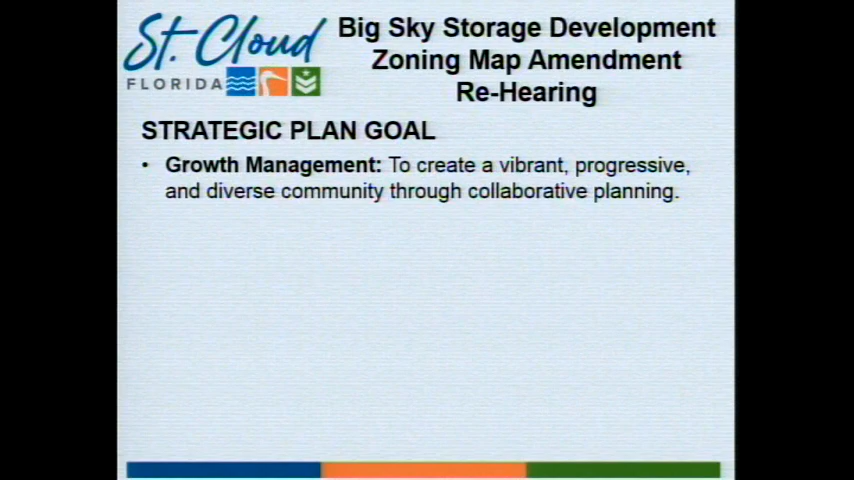 St. Cloud
FLORIDA
Big Sky Storage Development
Zoning Map Amendment
Re-Hearing
STRATEGIC PLAN GOAL
• Growth Management: To create a vibrant, progressive,
and diverse community through collaborative planning.